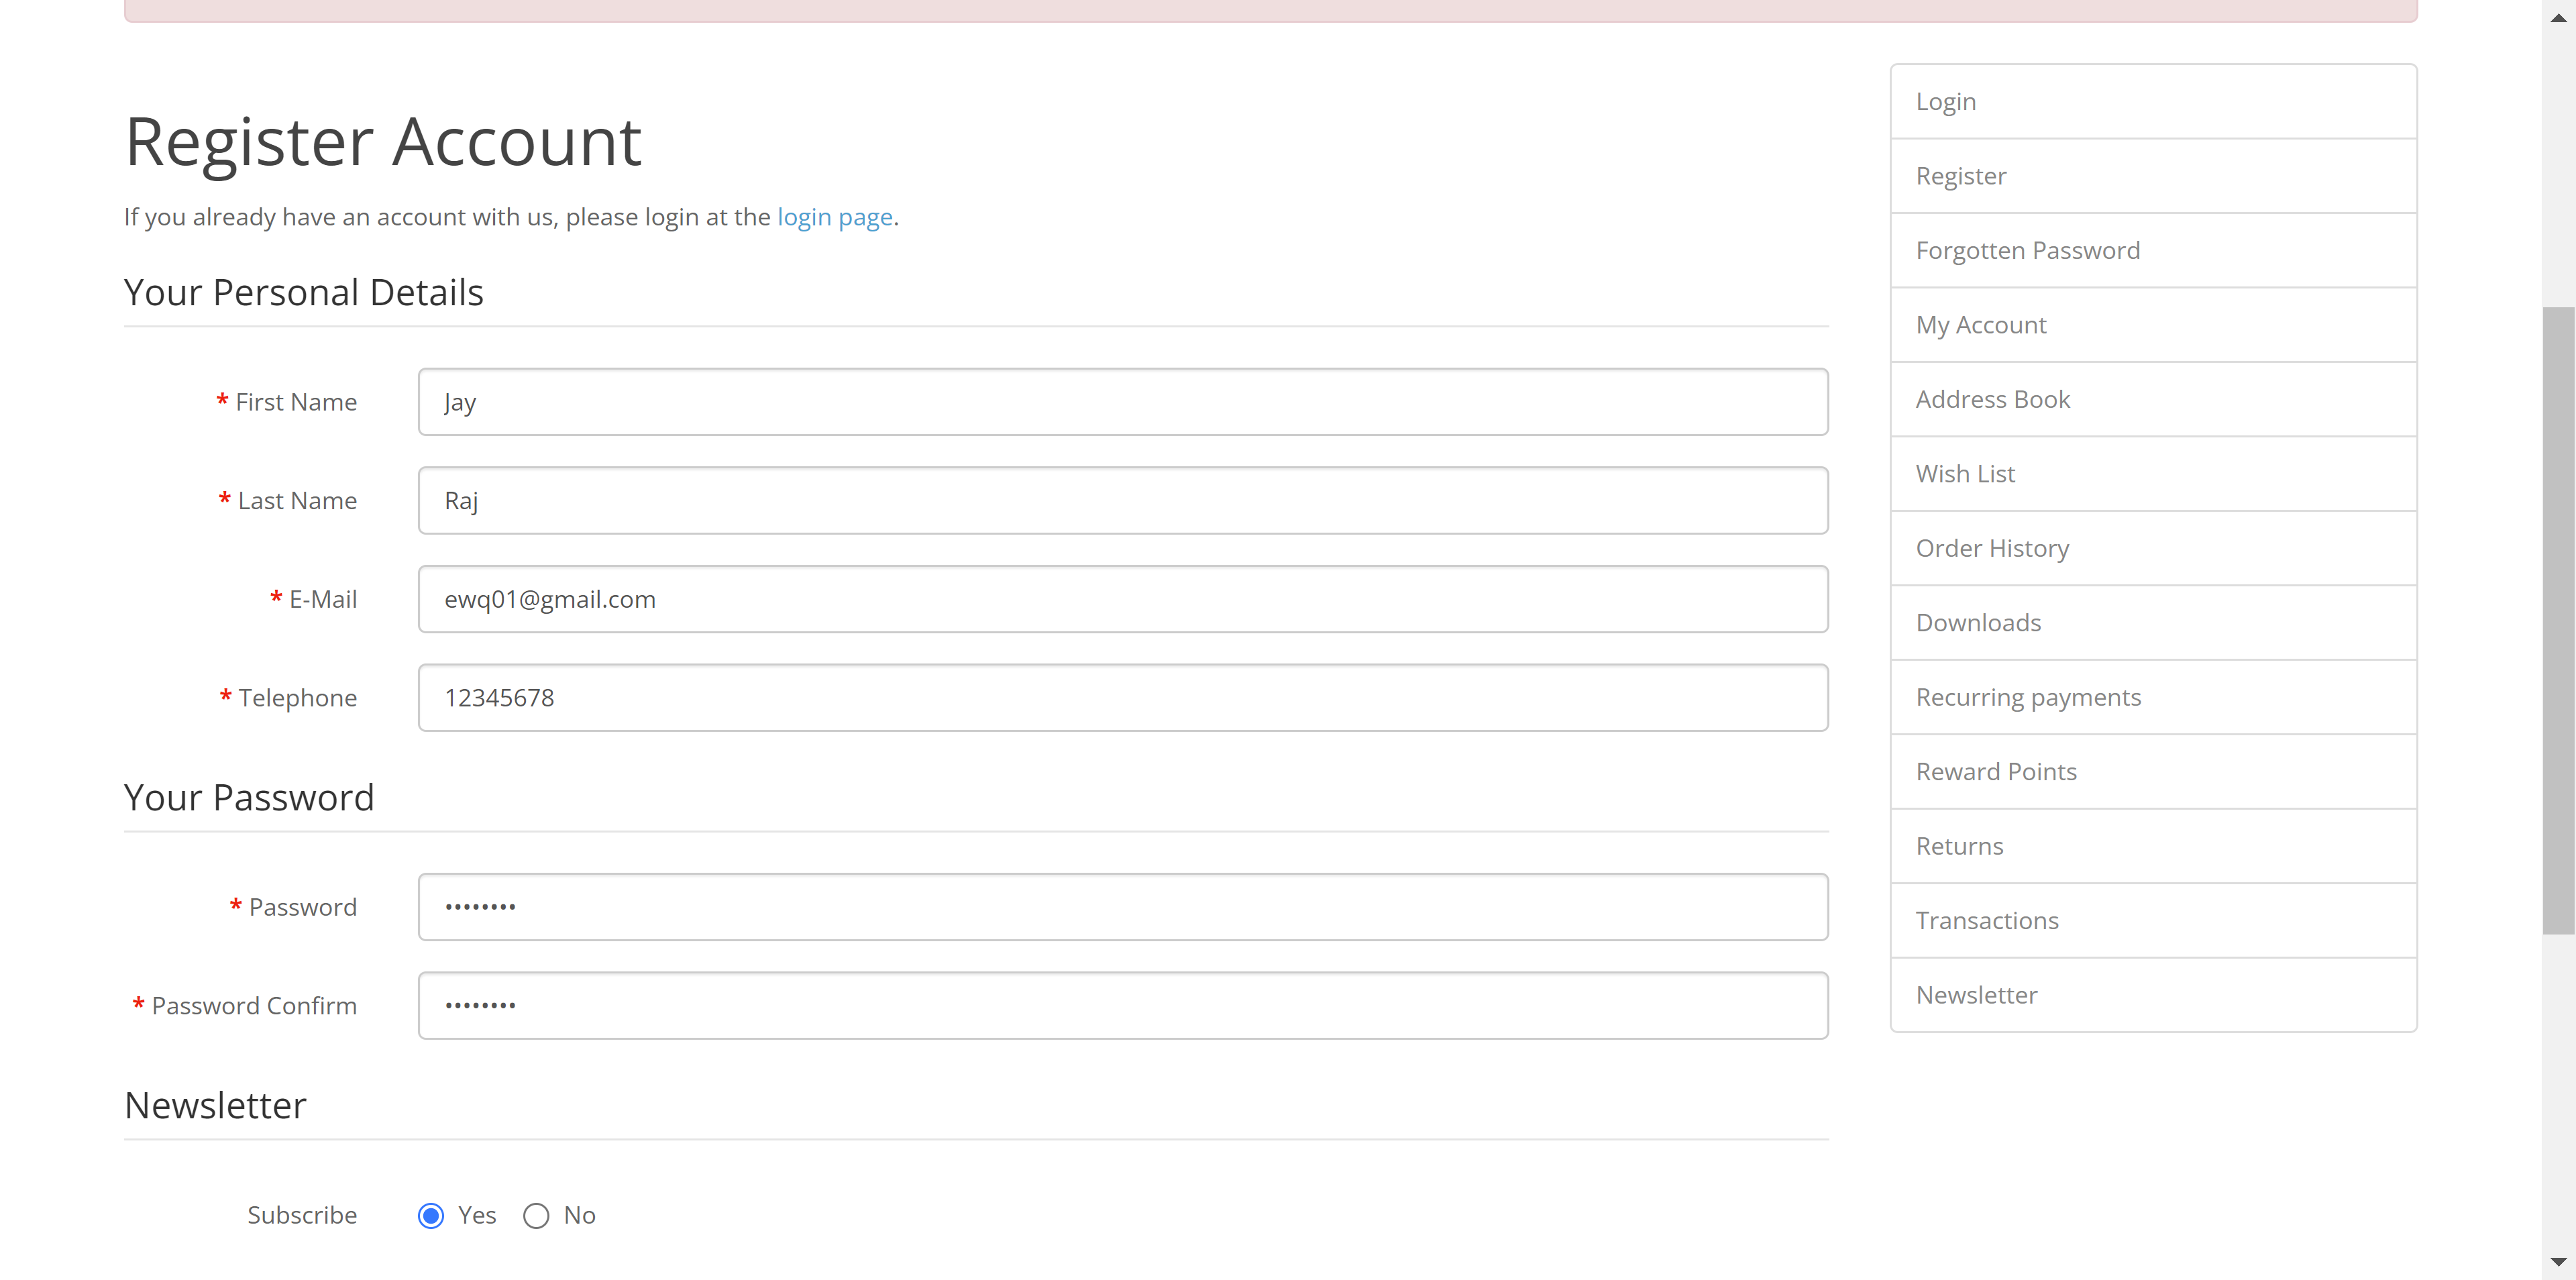 Register Account
If you already have an account with us, please login at the login page.
Your Personal Details
* First Name
Jay
* Last Name
Raj
* E-Mail
ewq01@gmail.com
* Telephone
12345678
Your Password
* Password
••••••••
* Password Confirm
••••••••
Newsletter
Subscribe
Yes
No
Login
Register
Forgotten Password
My Account
Address Book
Wish List
Order History
Downloads
Recurring payments
Reward Points
Returns
Transactions
Newsletter